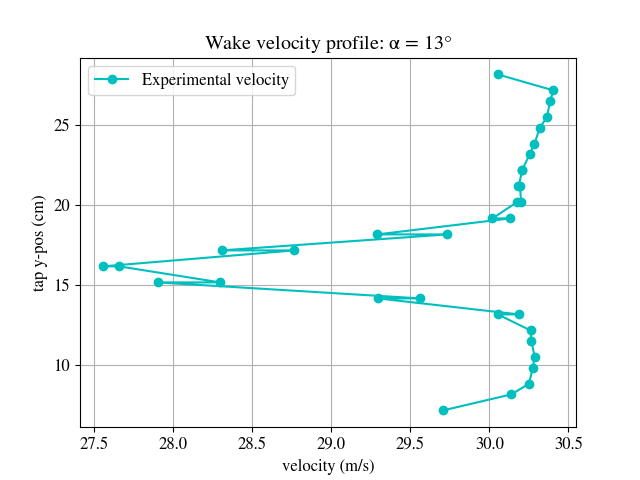 Wake velocity profile: α = 13°
Experimental velocity
25
20
15
10
tap y-pos (cm)
27.5 28.0 28.5 29.0 29.5 30.0 30.5
velocity (m/s)